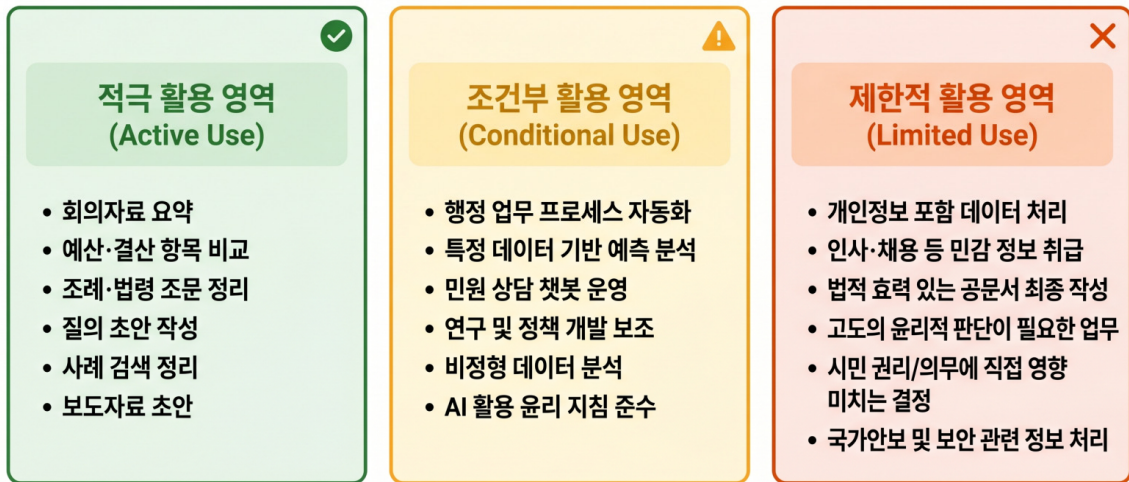 적극 활용 영역
(Active Use)
• 회의자료 요약
• 예산·결산 항목 비교
• 조례·법령 조문 정리
• 질의 초안 작성
• 사례 검색 정리
• 보도자료 초안
조건부 활용 영역
(Conditional Use)
• 행정 업무 프로세스 자동화
• 특정 데이터 기반 예측 분석
• 민원 상담 챗봇 운영
• 연구 및 정책 개발 보조
• 비정형 데이터 분석
• AI 활용 윤리 지침 준수
제한적 활용 영역
(Limited Use)
• 개인정보 포함 데이터 처리
• 인사·채용 등 민감 정보 취급
• 법적 효력 있는 공문서 최종 작성
• 고도의 윤리적 판단이 필요한 업무
• 시민 권리/의무에 직접 영향
미치는 결정
• 국가안보 및 보안 관련 정보 처리